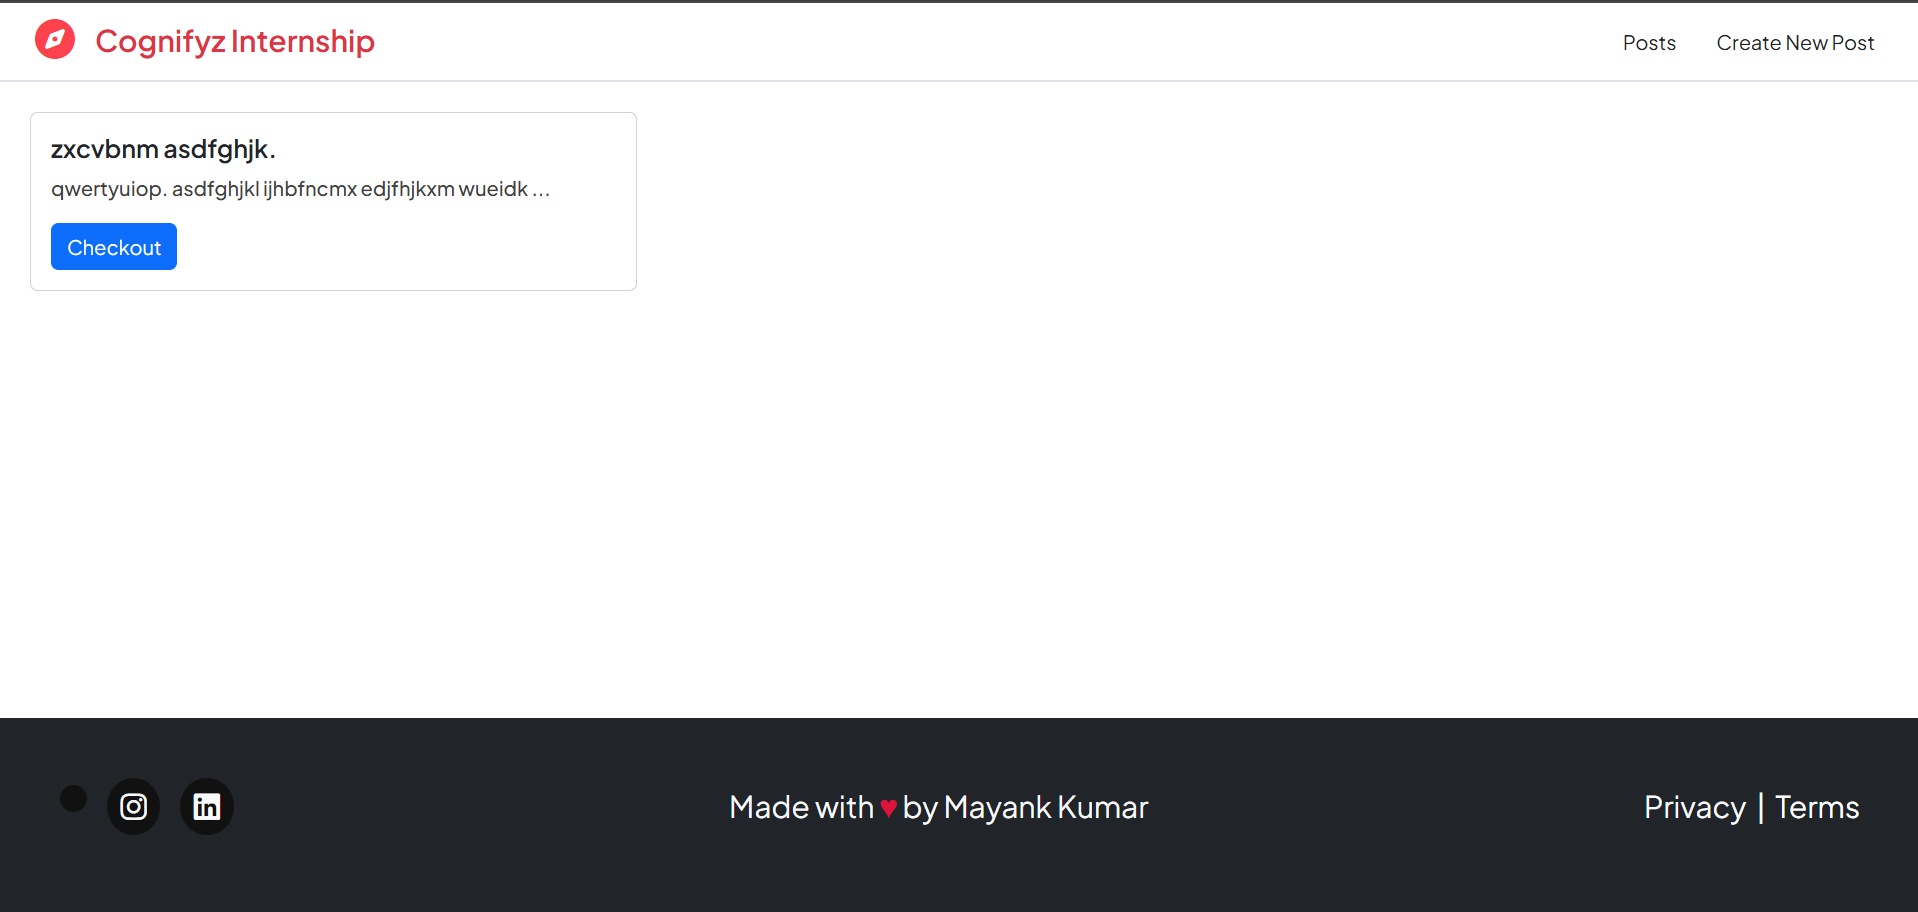 Cognifyz Internship
Posts
Create New Post
zxcvbnm asdfghjk.
qwertyuiop. asdfghjkl ijhbfncmx edjfhjkxm wueidk ...
Checkout
Made with ♥ by Mayank Kumar
Privacy | Terms